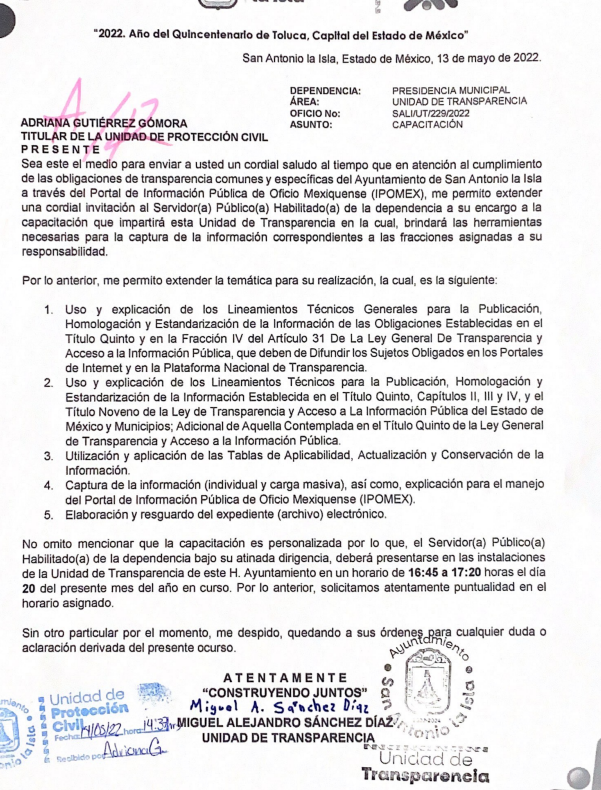 la Isla
"2022. Año del Quincentenario de Toluca, Capital del Estado de México"
San Antonio la Isla, Estado de México, 13 de mayo de 2022.
DEPENDENCIA: PRESIDENCIA MUNICIPAL
ÁREA: UNIDAD DE TRANSPARENCIA
OFICIO No: SALI/UT/229/2022
ASUNTO: CAPACITACIÓN
ADRIANA GUTIÉRREZ GÓMORA
TITULAR DE LA UNIDAD DE PROTECCIÓN CIVIL
P R E S E N T E
Sea este el medio para enviar a usted un cordial saludo al tiempo que en atención al cumplimiento
de las obligaciones de transparencia comunes y específicas del Ayuntamiento de San Antonio la Isla
a través del Portal de Información Pública de Oficio Mexiquense (IPOMEX), me permito extender
una cordial invitación al Servidor(a) Público(a) Habilitado(a) de la dependencia a su encargo a la
capacitación que impartirá esta Unidad de Transparencia en la cual, brindará las herramientas
necesarias para la captura de la información correspondientes a las fracciones asignadas a su
responsabilidad.
Por lo anterior, me permito extender la temática para su realización, la cual, es la siguiente:
1. Uso y explicación de los Lineamientos Técnicos Generales para la Publicación,
Homologación y Estandarización de la Información de las Obligaciones Establecidas en el
Título Quinto y en la Fracción IV del Artículo 31 De La Ley General De Transparencia y
Acceso a la Información Pública, que deben de Difundir los Sujetos Obligados en los Portales
de Internet y en la Plataforma Nacional de Transparencia.
2. Uso y explicación de los Lineamientos Técnicos para la Publicación, Homologación y
Estandarización de la Información Establecida en el Título Quinto, Capítulos II, III y IV, y el
Título Noveno de la Ley de Transparencia y Acceso a La Información Pública del Estado de
México y Municipios; Adicional de Aquella Contemplada en el Título Quinto de la Ley General
de Transparencia y Acceso a la Información Pública.
3. Utilización y aplicación de las Tablas de Aplicabilidad, Actualización y Conservación de la
Información.
4. Captura de la información (individual y carga masiva), así como, explicación para el manejo
del Portal de Información Pública de Oficio Mexiquense (IPOMEX).
5. Elaboración y resguardo del expediente (archivo) electrónico.
No omito mencionar que la capacitación es personalizada por lo que, el Servidor(a) Público(a)
Habilitado(a) de la dependencia bajo su atinada dirigencia, deberá presentarse en las instalaciones
de la Unidad de Transparencia de este H. Ayuntamiento en un horario de 16:45 a 17:20 horas el día
20 del presente mes del año en curso. Por lo anterior, solicitamos atentamente puntualidad en el
horario asignado.
Sin otro particular por el momento, me despido, quedando a sus órdenes para cualquier duda o
aclaración derivada del presente ocurso.
A T E N T A M E N T E
"CONSTRUYENDO JUNTOS"
Miguel A. Sánchez Díaz
MIGUEL ALEJANDRO SÁNCHEZ DÍAZ
UNIDAD DE TRANSPARENCIA
Unidad de
Protección
Civil
Fecha: hora: 14:39 hrs
Recibido por Adriana G.
Ayuntamiento
San Antonio la Isla
Unidad de
Transparencia